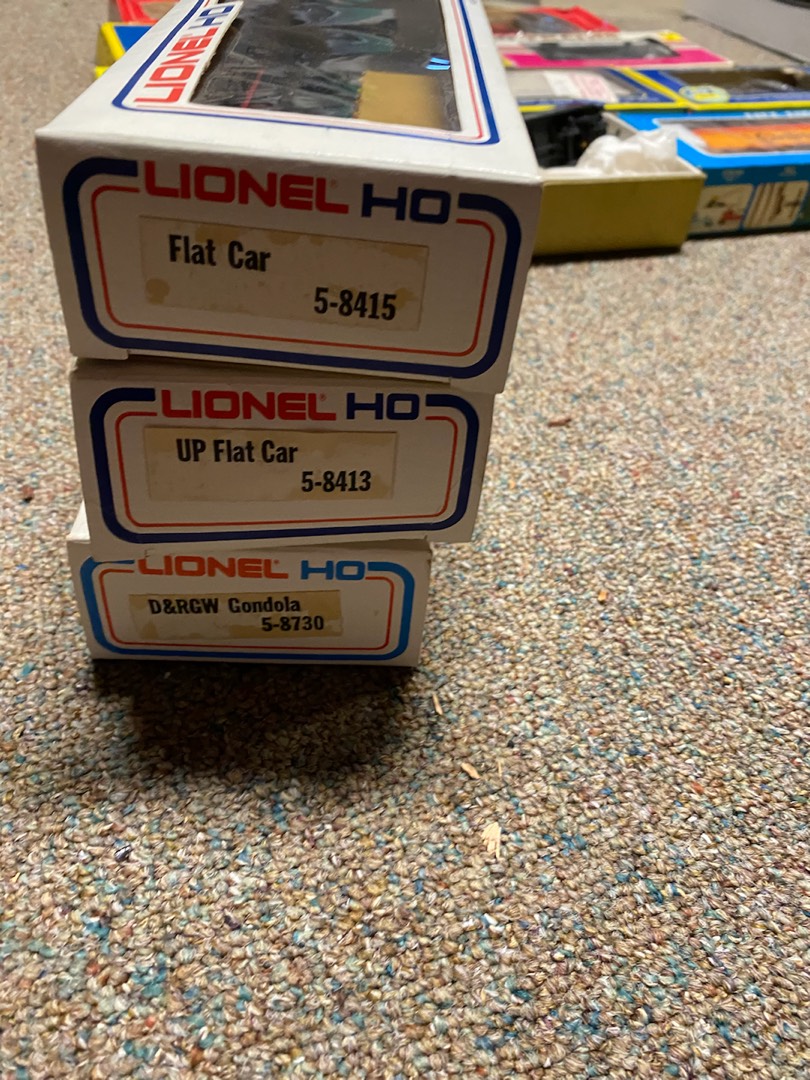 LIONEL HO
LIONEL® HO
Flat Car
5-8415
LIONEL® HO
UP Flat Car
5-8413
LIONEL® HO
D&RGW Gondola
5-8730